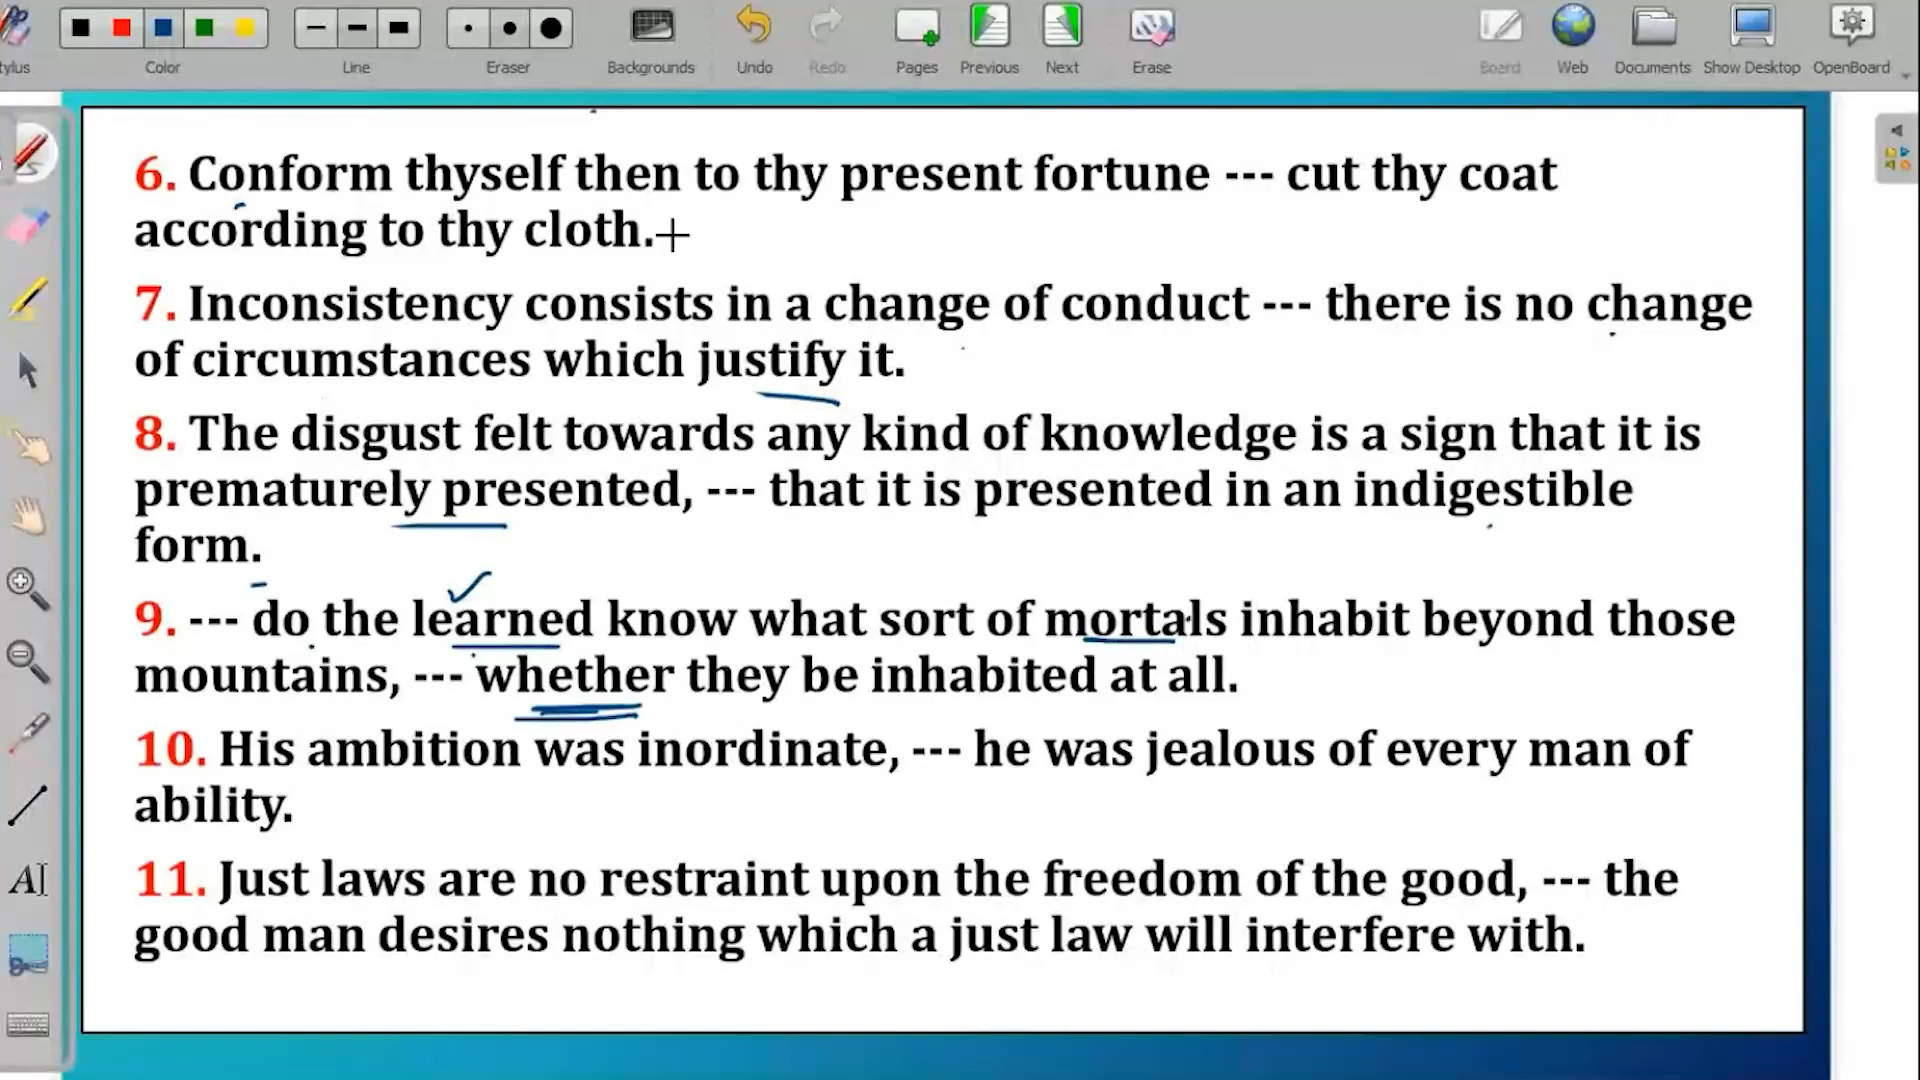 tylus
Color
Line
Eraser
Backgrounds
Undo
Redo
Pages
Previous
Next
Erase
Board
Web
Documents
Show Desktop
OpenBoard
6. Conform thyself then to thy present fortune --- cut thy coat
according to thy cloth.
7. Inconsistency consists in a change of conduct --- there is no change
of circumstances which justify it.
8. The disgust felt towards any kind of knowledge is a sign that it is
prematurely presented, --- that it is presented in an indigestible
form.
9. --- do the learned know what sort of mortals inhabit beyond those
mountains, --- whether they be inhabited at all.
10. His ambition was inordinate, --- he was jealous of every man of
ability.
11. Just laws are no restraint upon the freedom of the good, --- the
good man desires nothing which a just law will interfere with.